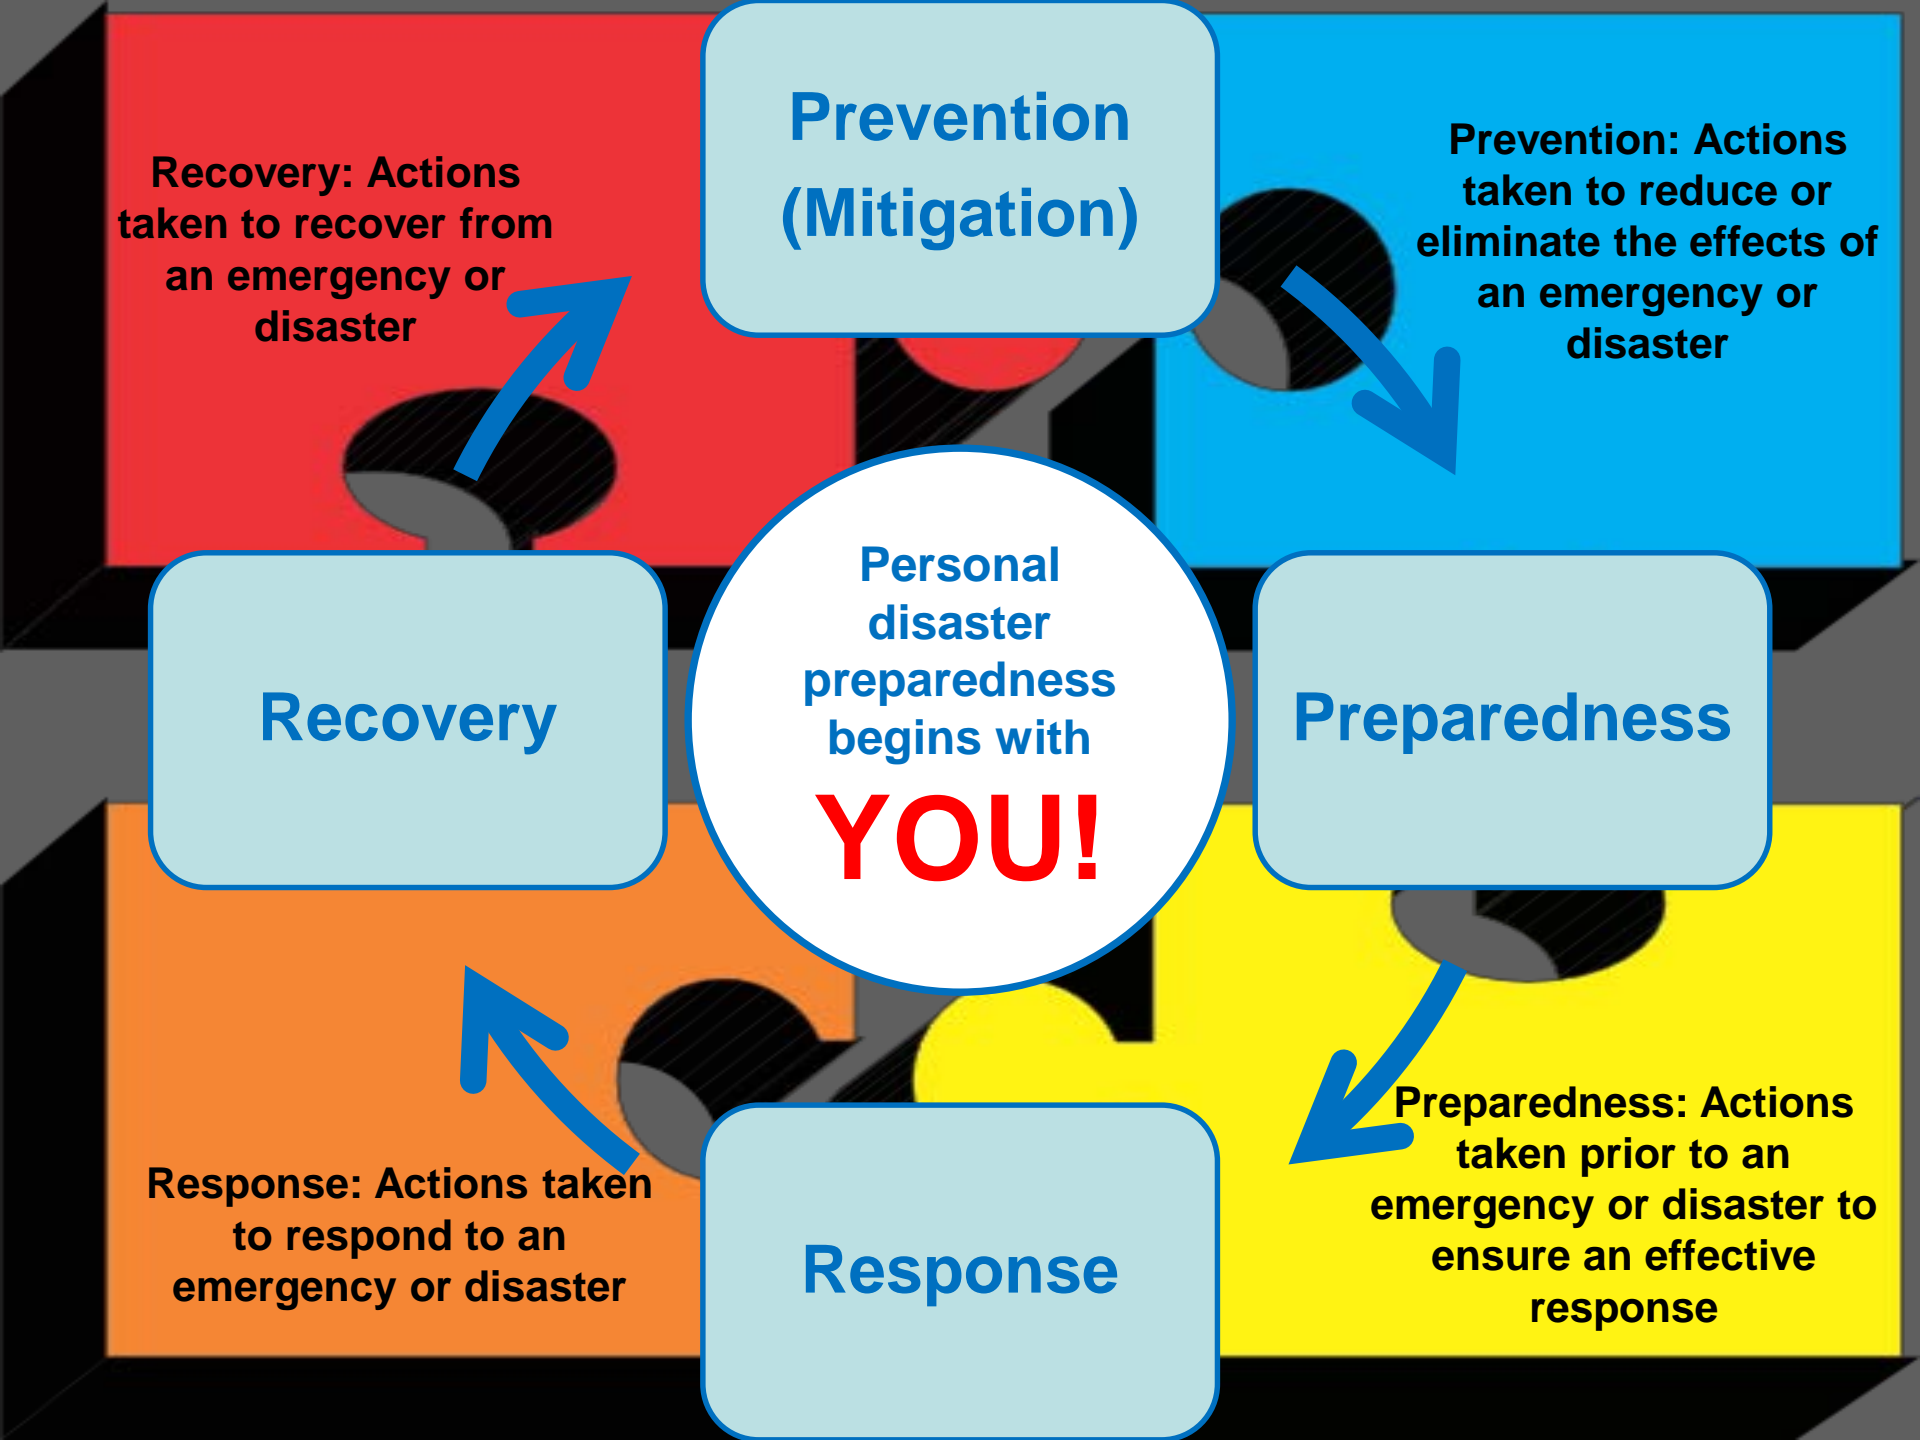 Prevention
(Mitigation)
Recovery: Actions
taken to recover from
an emergency or
disaster
Prevention: Actions
taken to reduce or
eliminate the effects of
an emergency or
disaster
Personal
disaster
preparedness
begins with
YOU!
Recovery
Preparedness
Response: Actions taken
to respond to an
emergency or disaster
Response
Preparedness: Actions
taken prior to an
emergency or disaster to
ensure an effective
response